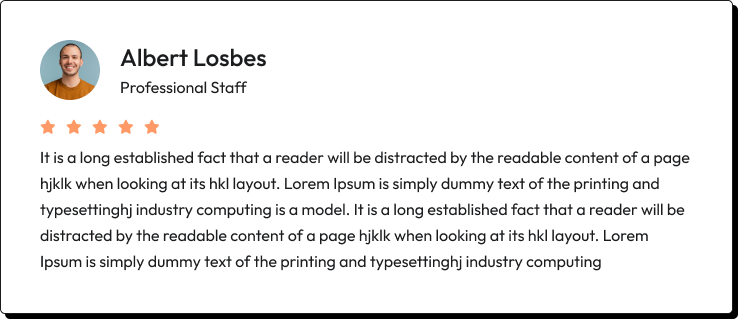 Albert Losbes
Professional Staff
It is a long established fact that a reader will be distracted by the readable content of a page
hjklk when looking at its hkl layout. Lorem Ipsum is simply dummy text of the printing and
typesettinghj industry computing is a model. It is a long established fact that a reader will be
distracted by the readable content of a page hjklk when looking at its hkl layout. Lorem
Ipsum is simply dummy text of the printing and typesettinghj industry computing